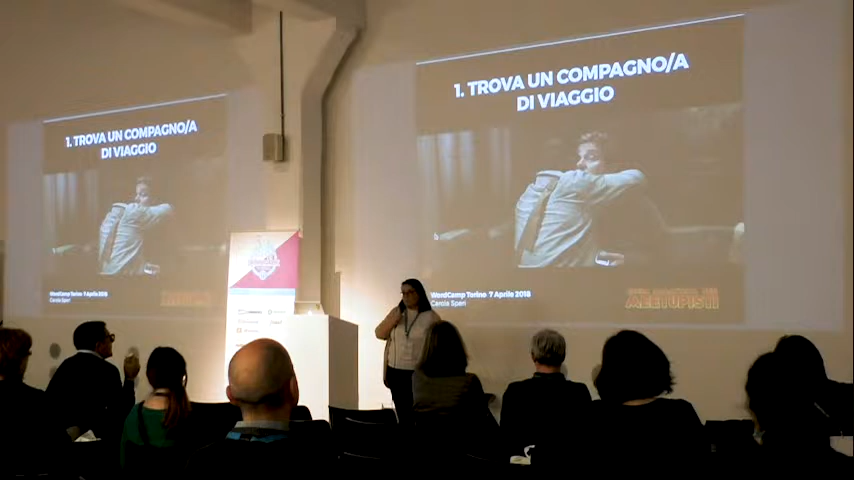 1. TROVA UN COMPAGNO/A
DI VIAGGIO
WordCamp Torino 7 Aprile 2018
1. TROVA UN COMPAGNO/A
DI VIAGGIO
WordCamp Torino 7 Aprile 2018
MEETUPISTI